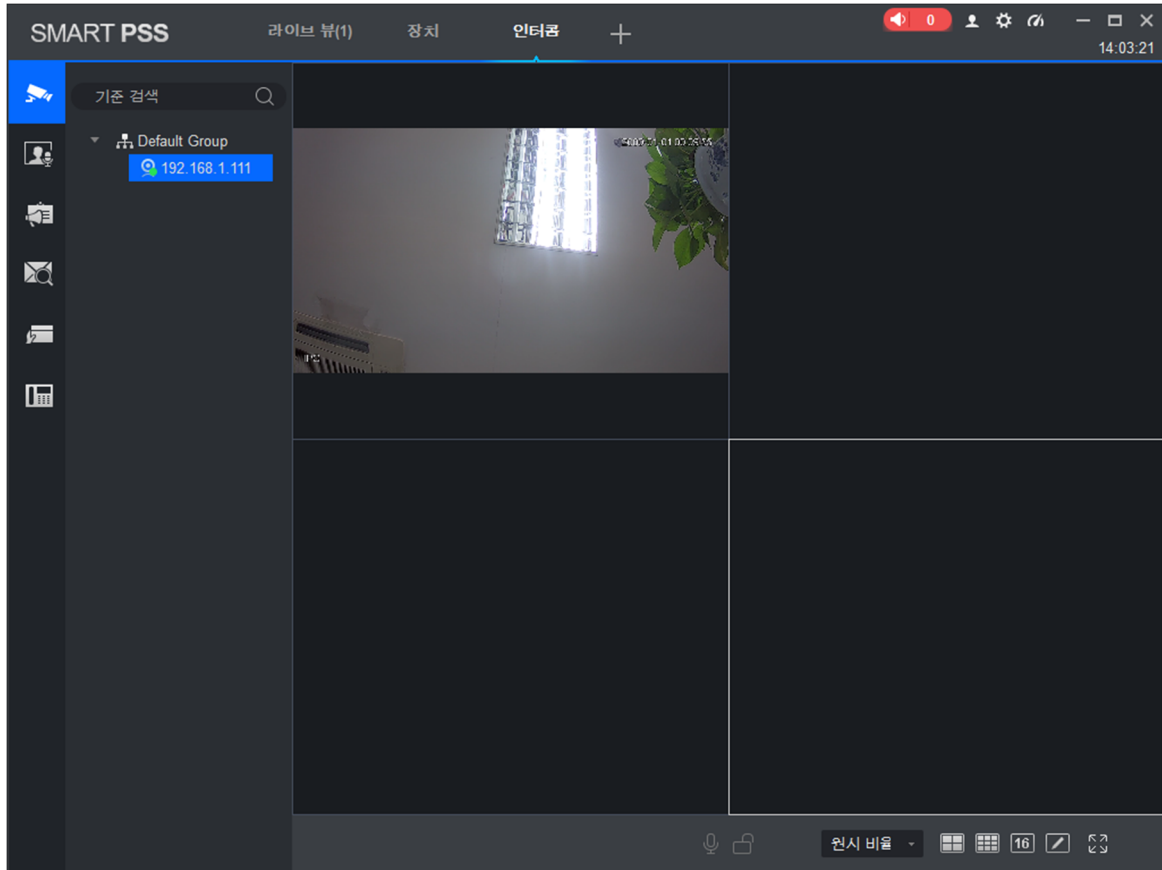 SMART PSS
라이브 뷰(1)
장치
인터콤
0
14:03:21
기준 검색
Default Group
192.168.1.111
원시 비율
16